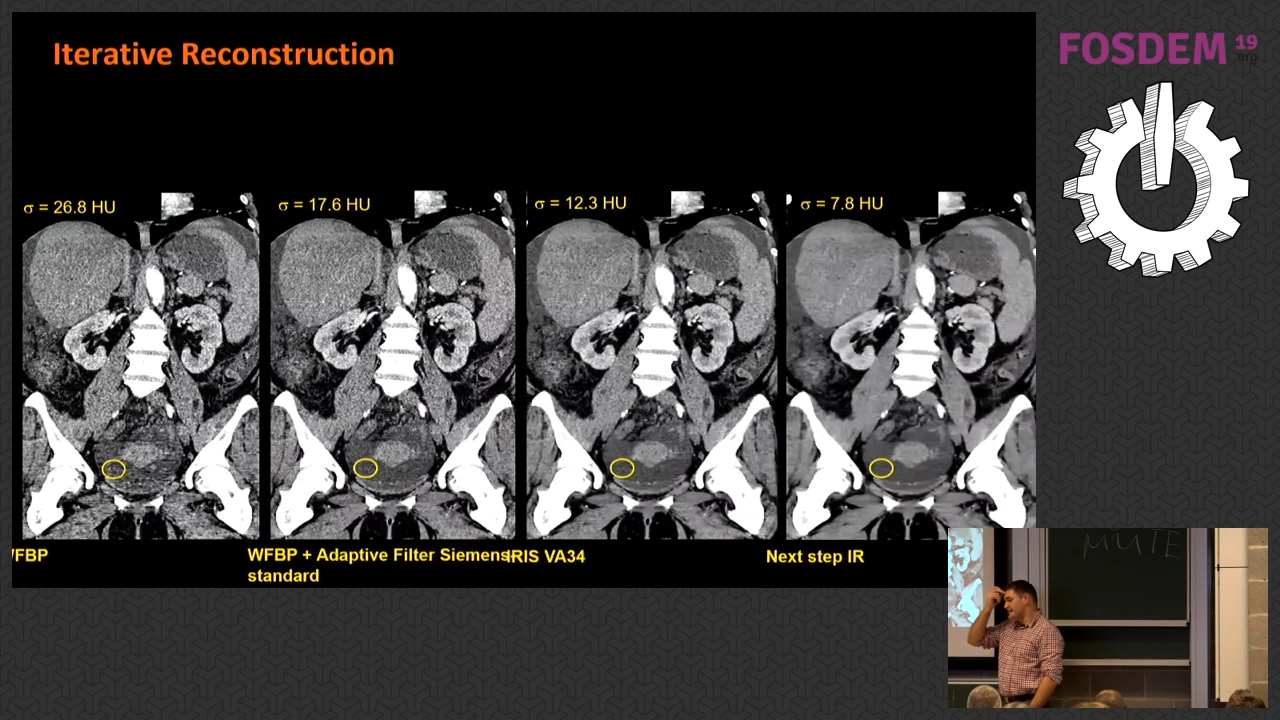 Iterative Reconstruction
FOSDEM 19
.org
σ = 26.8 HU
σ = 17.6 HU
σ = 12.3 HU
σ = 7.8 HU
WFBP
WFBP + Adaptive Filter Siemens
standard
IRIS VA34
Next step IR
MUTE